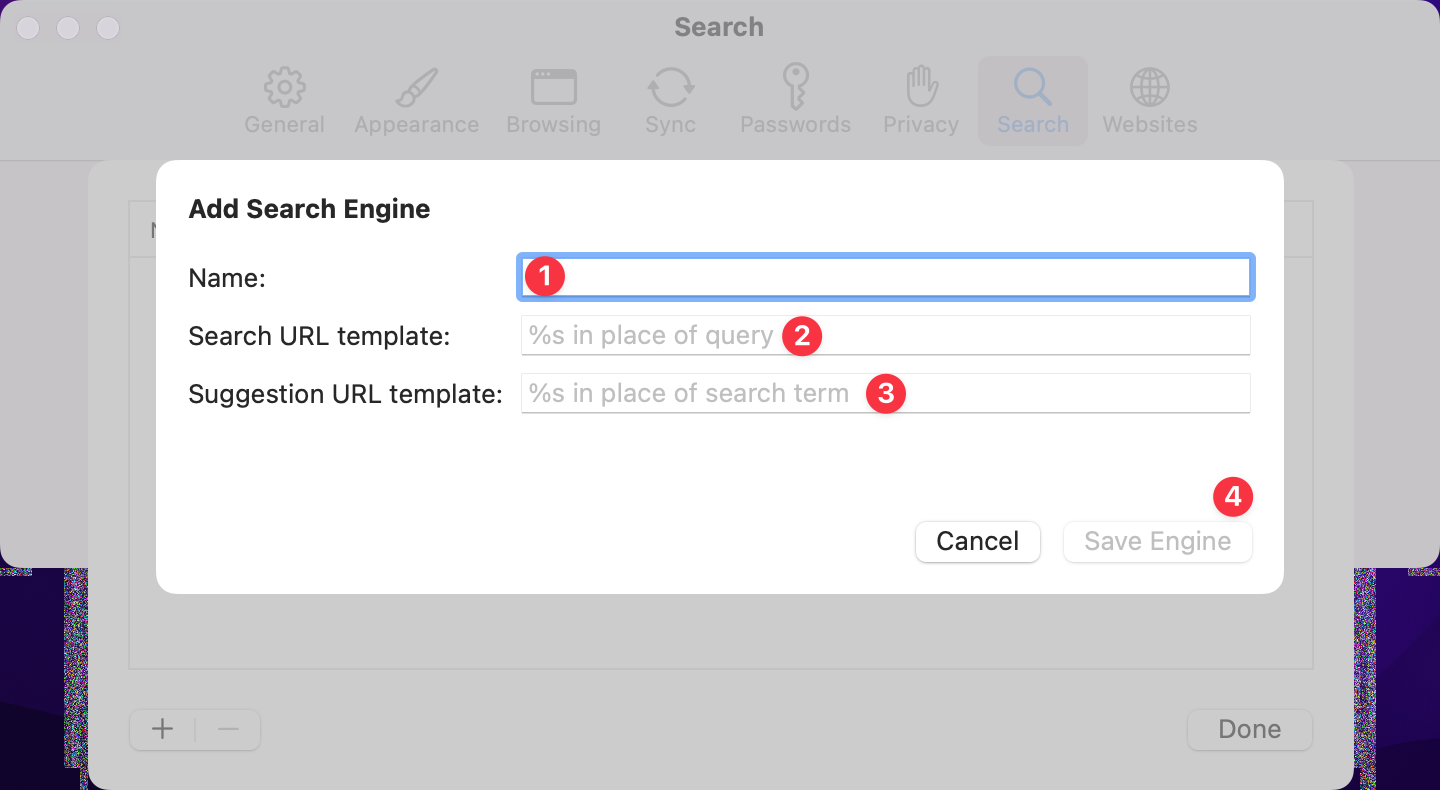 Search
General Appearance Browsing Sync Passwords Privacy Search Websites
Add Search Engine
Name: 1
Search URL template: %s in place of query 2
Suggestion URL template: %s in place of search term 3
4
Cancel Save Engine
+ − Done